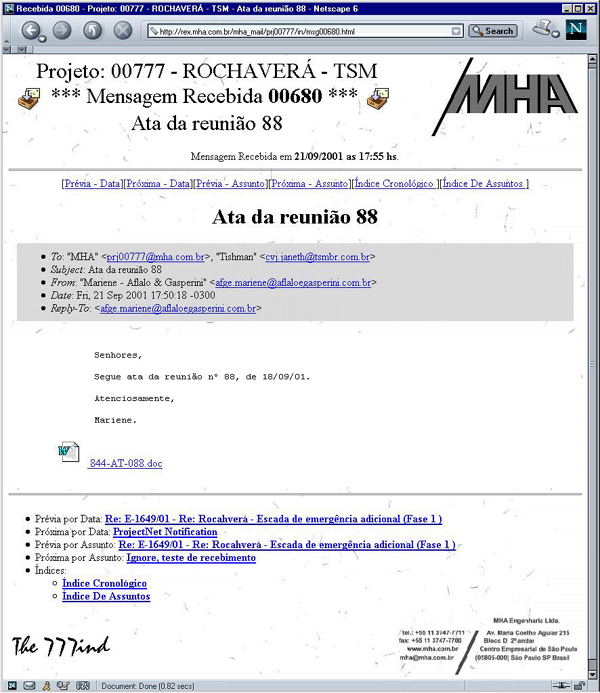 Recebida 00680 - Projeto: 00777 - ROCHAVERÁ - TSM - Ata da reunião 88 - Netscape 6
http://rex.mha.com.br/mha_mail/prj00777/in/msg00680.html
Search
N
Projeto: 00777 - ROCHAVERÁ - TSM
*** Mensagem Recebida 00680 ***
Ata da reunião 88
MHA
Mensagem Recebida em 21/09/2001 as 17:55 hs.
[Prévia - Data][Próxima - Data][Prévia - Assunto][Próxima - Assunto][Índice Cronológico ][Índice De Assuntos ]
Ata da reunião 88
To: "MHA" <prj00777@mha.com.br>, "Tishman" <cvj.janeth@tsmbr.com.br>
Subject: Ata da reunião 88
From: "Mariene - Aflalo & Gasperini" <afge.mariene@aflaloegasperini.com.br>
Date: Fri, 21 Sep 2001 17:50:18 -0300
Reply-To: <afge.mariene@aflaloegasperini.com.br>
Senhores,
Segue ata da reunião nº 88, de 18/09/01.
Atenciosamente,
Mariene.
W
844-AT-088.doc
Prévia por Data: Re: E-1649/01 - Re: Rocahverá - Escada de emergência adicional (Fase 1 )
Próxima por Data: ProjectNet Notification
Prévia por Assunto: Re: E-1649/01 - Re: Rocahverá - Escada de emergência adicional (Fase 1 )
Próxima por Assunto: Ignore, teste de recebimento
Índices:
Índice Cronológico
Índice De Assuntos
The 777ind
MHA Engenharia Ltda.
tel.: +55 11 3747-7711
fax: +55 11 3747-7700
www.mha.com.br
mha@mha.com.br
Av. Maria Coelho Aguiar 215
Bloco D 2ºandar
Centro Empresarial de São Paulo
(05805-000) São Paulo SP Brasil
Document: Done (0.82 secs)